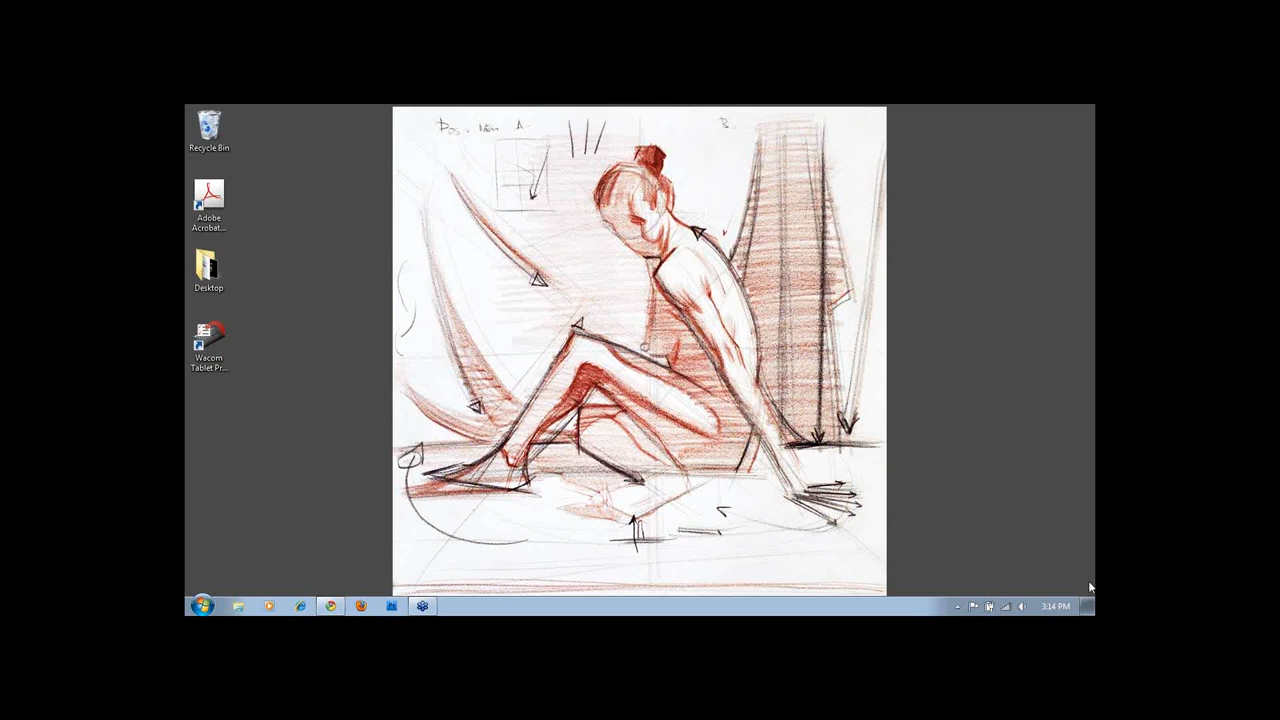 Recycle Bin
Adobe
Acrobat...
Desktop
Wacom
Tablet Pr...
A
B
3:14 PM